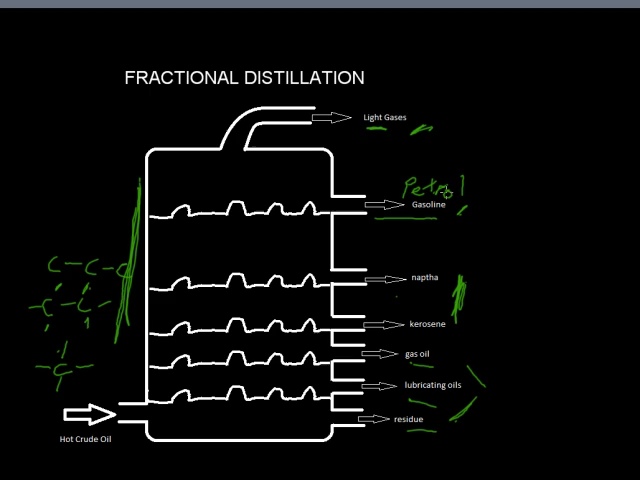 FRACTIONAL DISTILLATION
Light Gases
Petrol
Gasoline
naptha
kerosene
gas oil
lubricating oils
residue
Hot Crude Oil
C-C-C
-C-C-
-C-